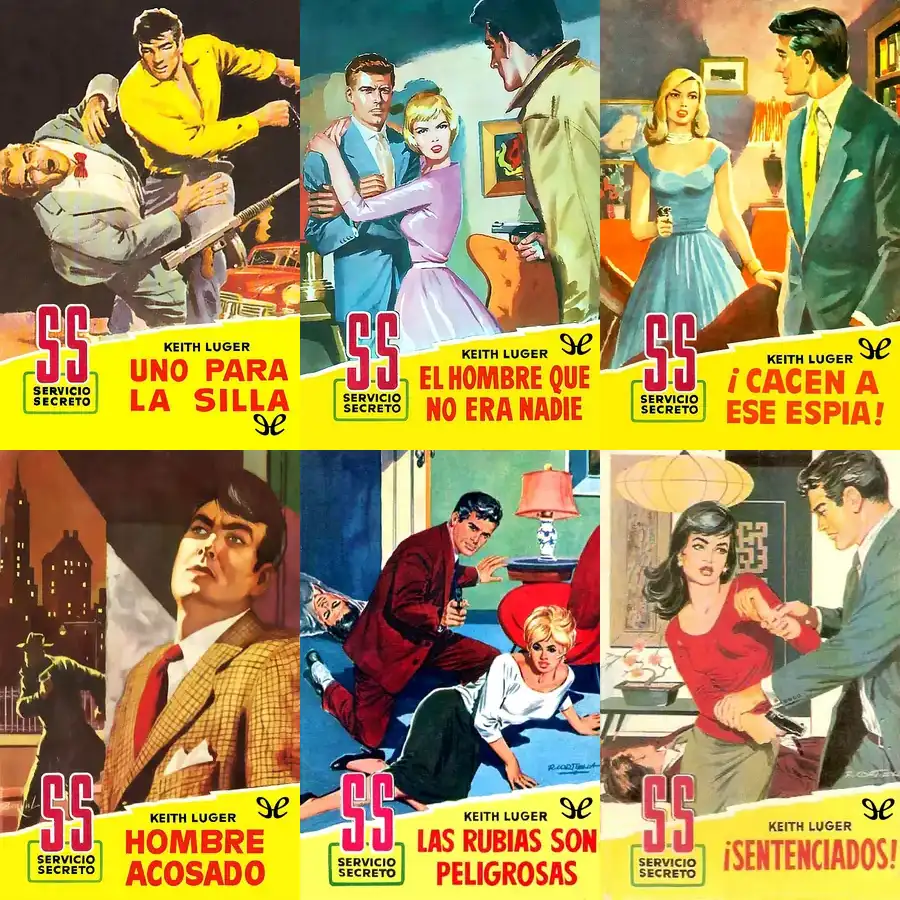 SS
SERVICIO
SECRETO
KEITH LUGER
UNO PARA
LA SILLA
SS
SERVICIO
SECRETO
KEITH LUGER
EL HOMBRE QUE
NO ERA NADIE
SS
SERVICIO
SECRETO
KEITH LUGER
¡CACEN A
ESE ESPIA!
SS
SERVICIO
SECRETO
KEITH LUGER
HOMBRE
ACOSADO
SS
SERVICIO
SECRETO
KEITH LUGER
LAS RUBIAS SON
PELIGROSAS
SS
SERVICIO
SECRETO
KEITH LUGER
¡SENTENCIADOS!